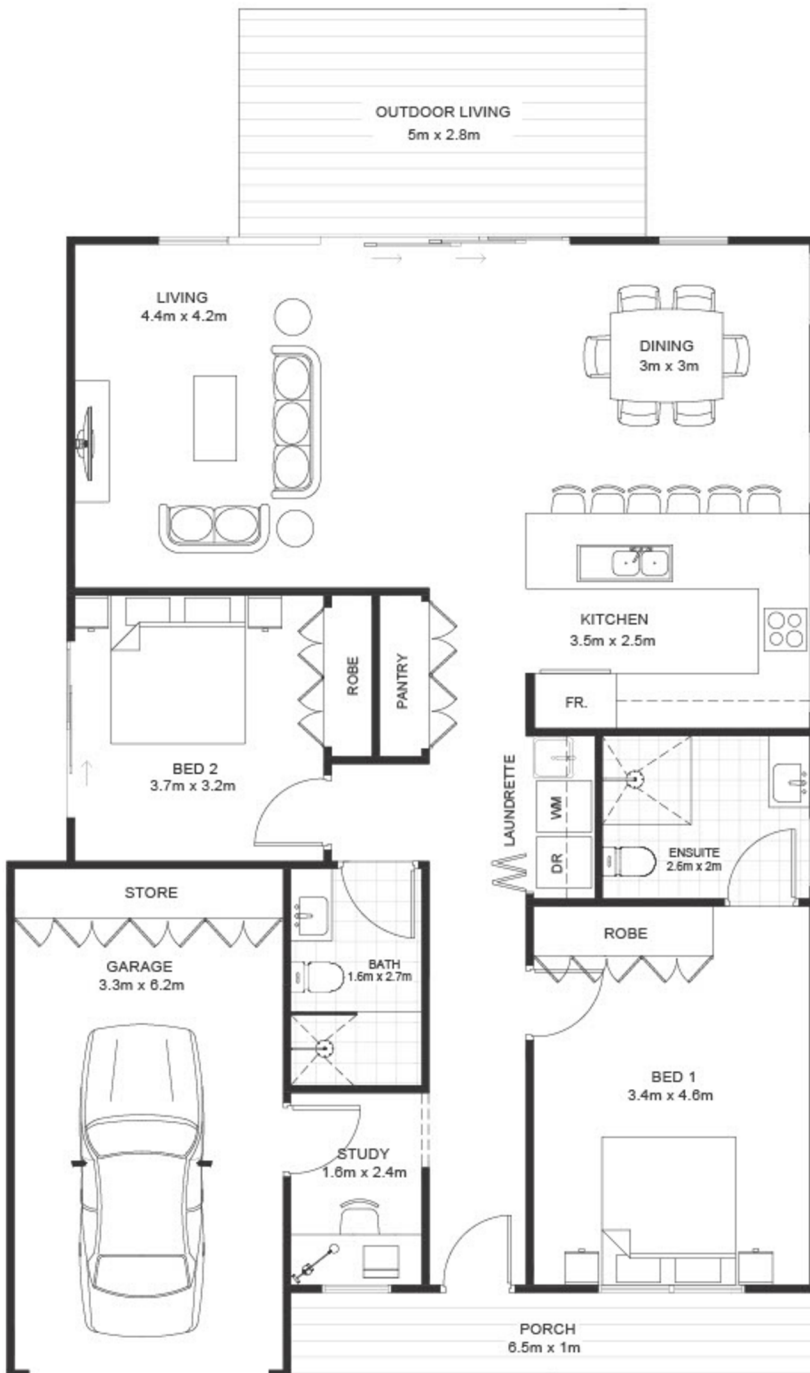 OUTDOOR LIVING
5m x 2.8m
LIVING
4.4m x 4.2m
DINING
3m x 3m
KITCHEN
3.5m x 2.5m
FR.
ROBE
PANTRY
BED 2
3.7m x 3.2m
LAUNDRETTE
WM
DR
ENSUITE
2.6m x 2m
STORE
GARAGE
3.3m x 6.2m
BATH
1.6m x 2.7m
ROBE
BED 1
3.4m x 4.6m
STUDY
1.6m x 2.4m
PORCH
6.5m x 1m